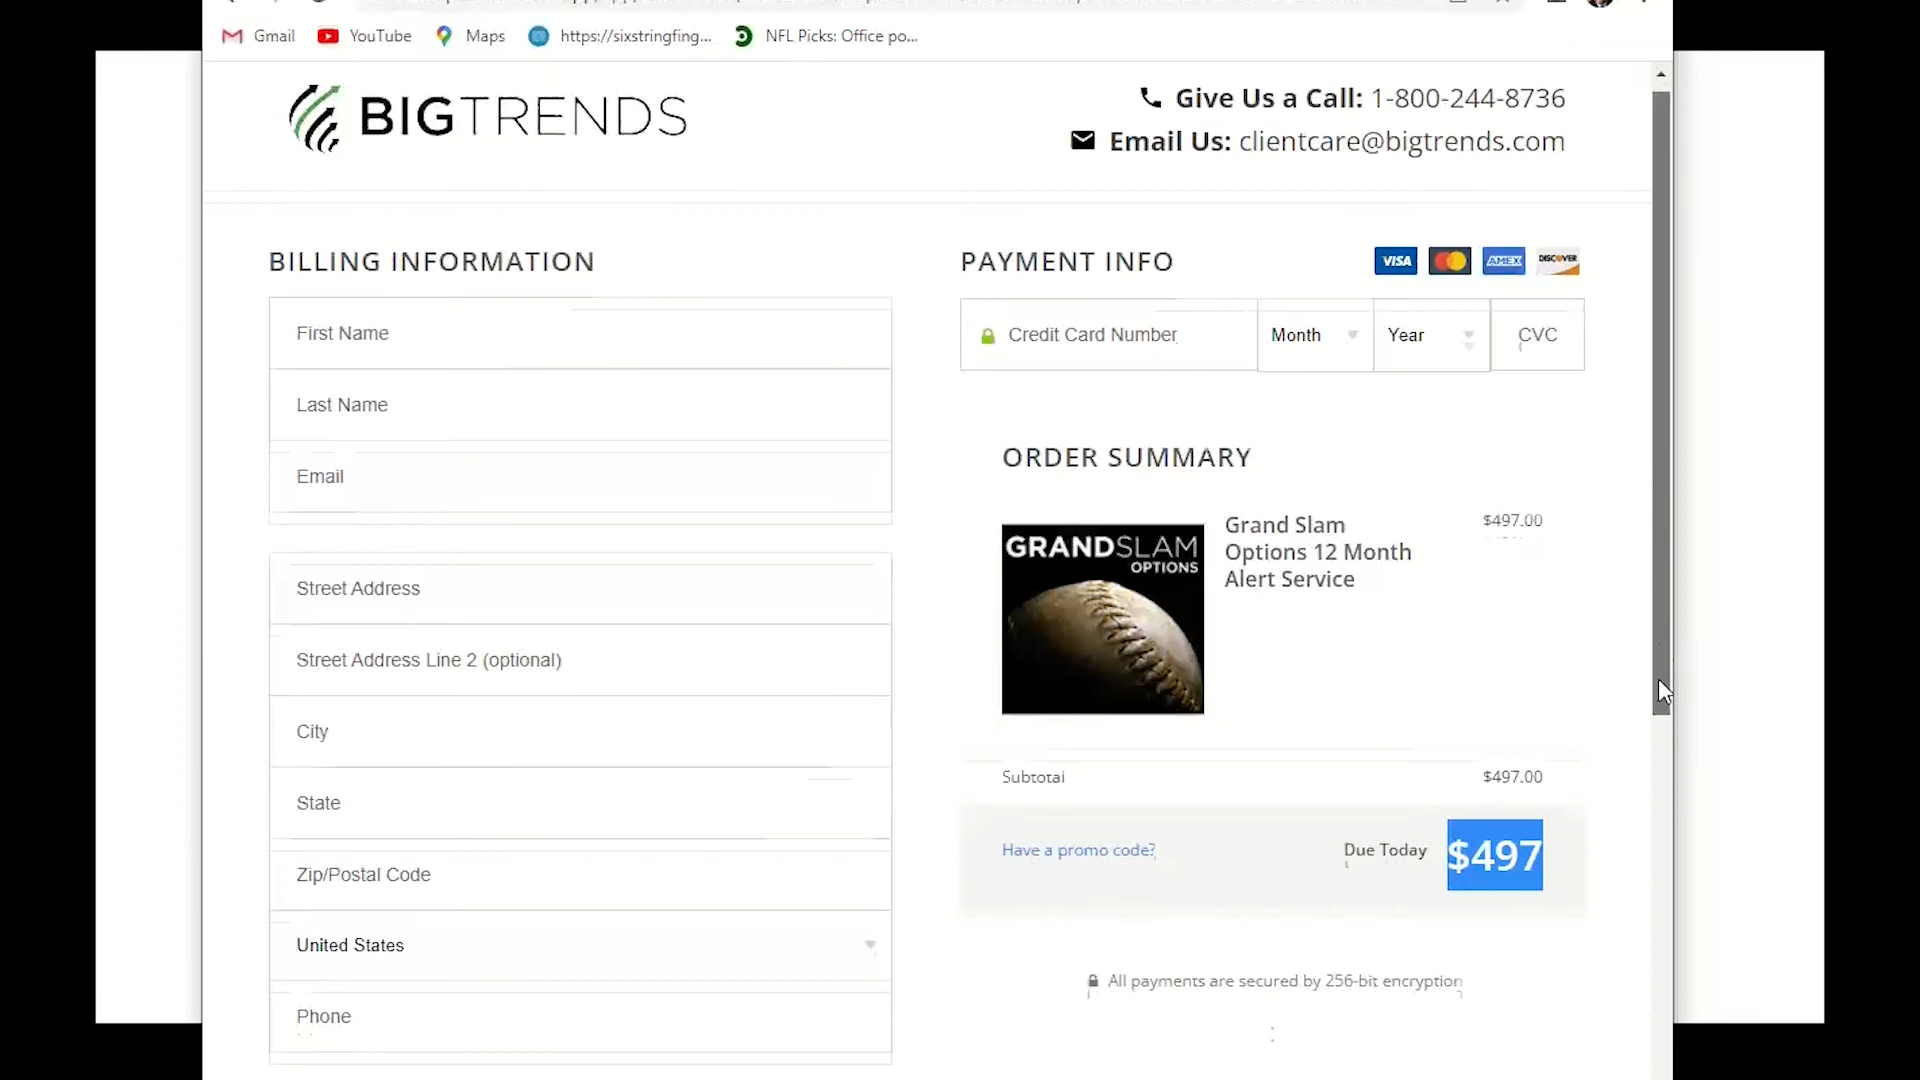 Gmail YouTube Maps https://sixstringfing... NFL Picks: Office po...
BIGTRENDS
Give Us a Call: 1-800-244-8736
Email Us: clientcare@bigtrends.com
BILLING INFORMATION
First Name
Last Name
Email
Street Address
Street Address Line 2 (optional)
City
State
Zip/Postal Code
United States
Phone
PAYMENT INFO
VISA AMEX DISCOVER
Credit Card Number Month Year CVC
ORDER SUMMARY
GRANDSLAM
OPTIONS
Grand Slam
Options 12 Month
Alert Service
$497.00
Subtotal $497.00
Have a promo code? Due Today $497
All payments are secured by 256-bit encryption